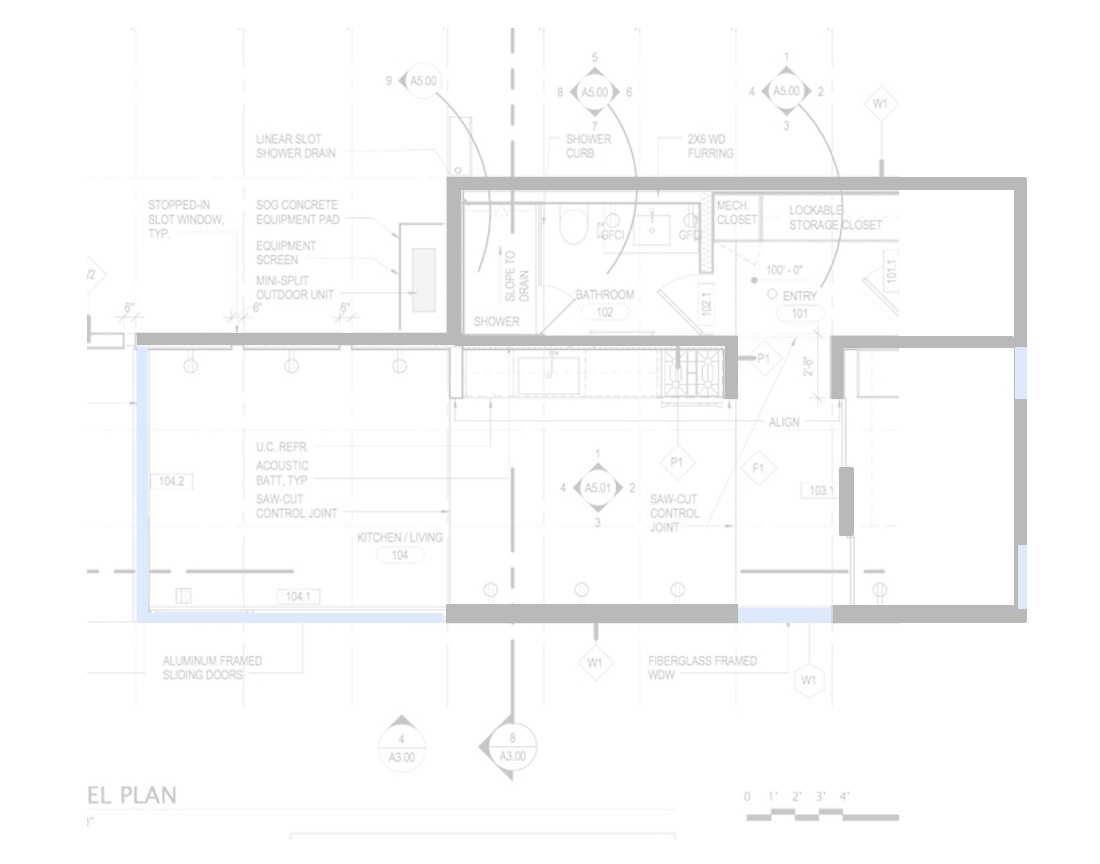 5
1
9
A5.00
8
A5.00
6
4
A5.00
2
W1
7
3
LINEAR SLOT
SHOWER DRAIN
SHOWER
CURB
2X6 WD
FURRING
STOPPED-IN
SLOT WINDOW,
TYP.
SOG CONCRETE
EQUIPMENT PAD
MECH.
CLOSET
LOCKABLE
STORAGE CLOSET
GFCI
EQUIPMENT
SCREEN
MINI-SPLIT
OUTDOOR UNIT
SLOPE TO
DRAIN
100' - 0"
101.1
BATHROOM
102
102.1
ENTRY
101
6"
6"
6"
SHOWER
P1
2'-8"
ALIGN
U.C. REFR.
ACOUSTIC
BATT, TYP
SAW-CUT
CONTROL JOINT
P1
F1
104.2
1
4
A5.01
2
3
103.1
SAW-CUT
CONTROL
JOINT
KITCHEN / LIVING
104
104.1
ALUMINUM FRAMED
SLIDING DOORS
W1
FIBERGLASS FRAMED
WDW
W1
4
A3.00
8
A3.00
EL PLAN
0 1' 2' 3' 4'